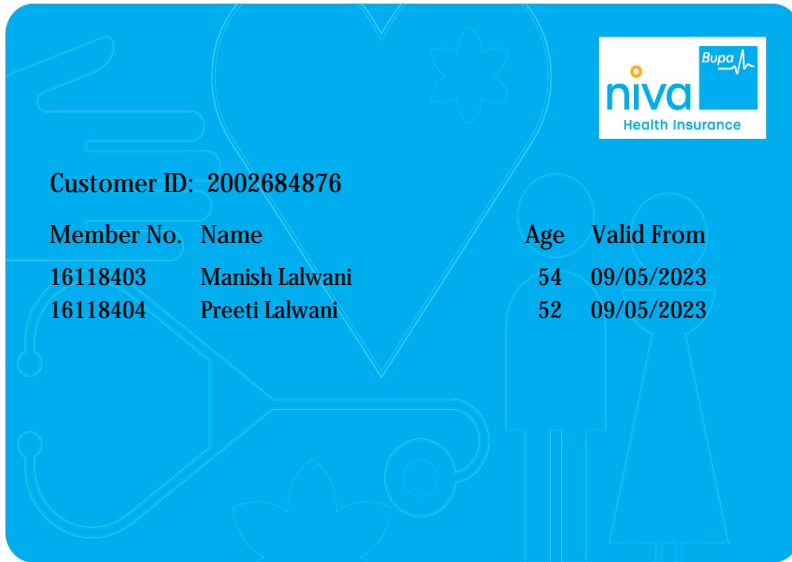 Bupa
niva
Health Insurance
Customer ID: 2002684876
Member No. Name Age Valid From
16118403 Manish Lalwani 54 09/05/2023
16118404 Preeti Lalwani 52 09/05/2023